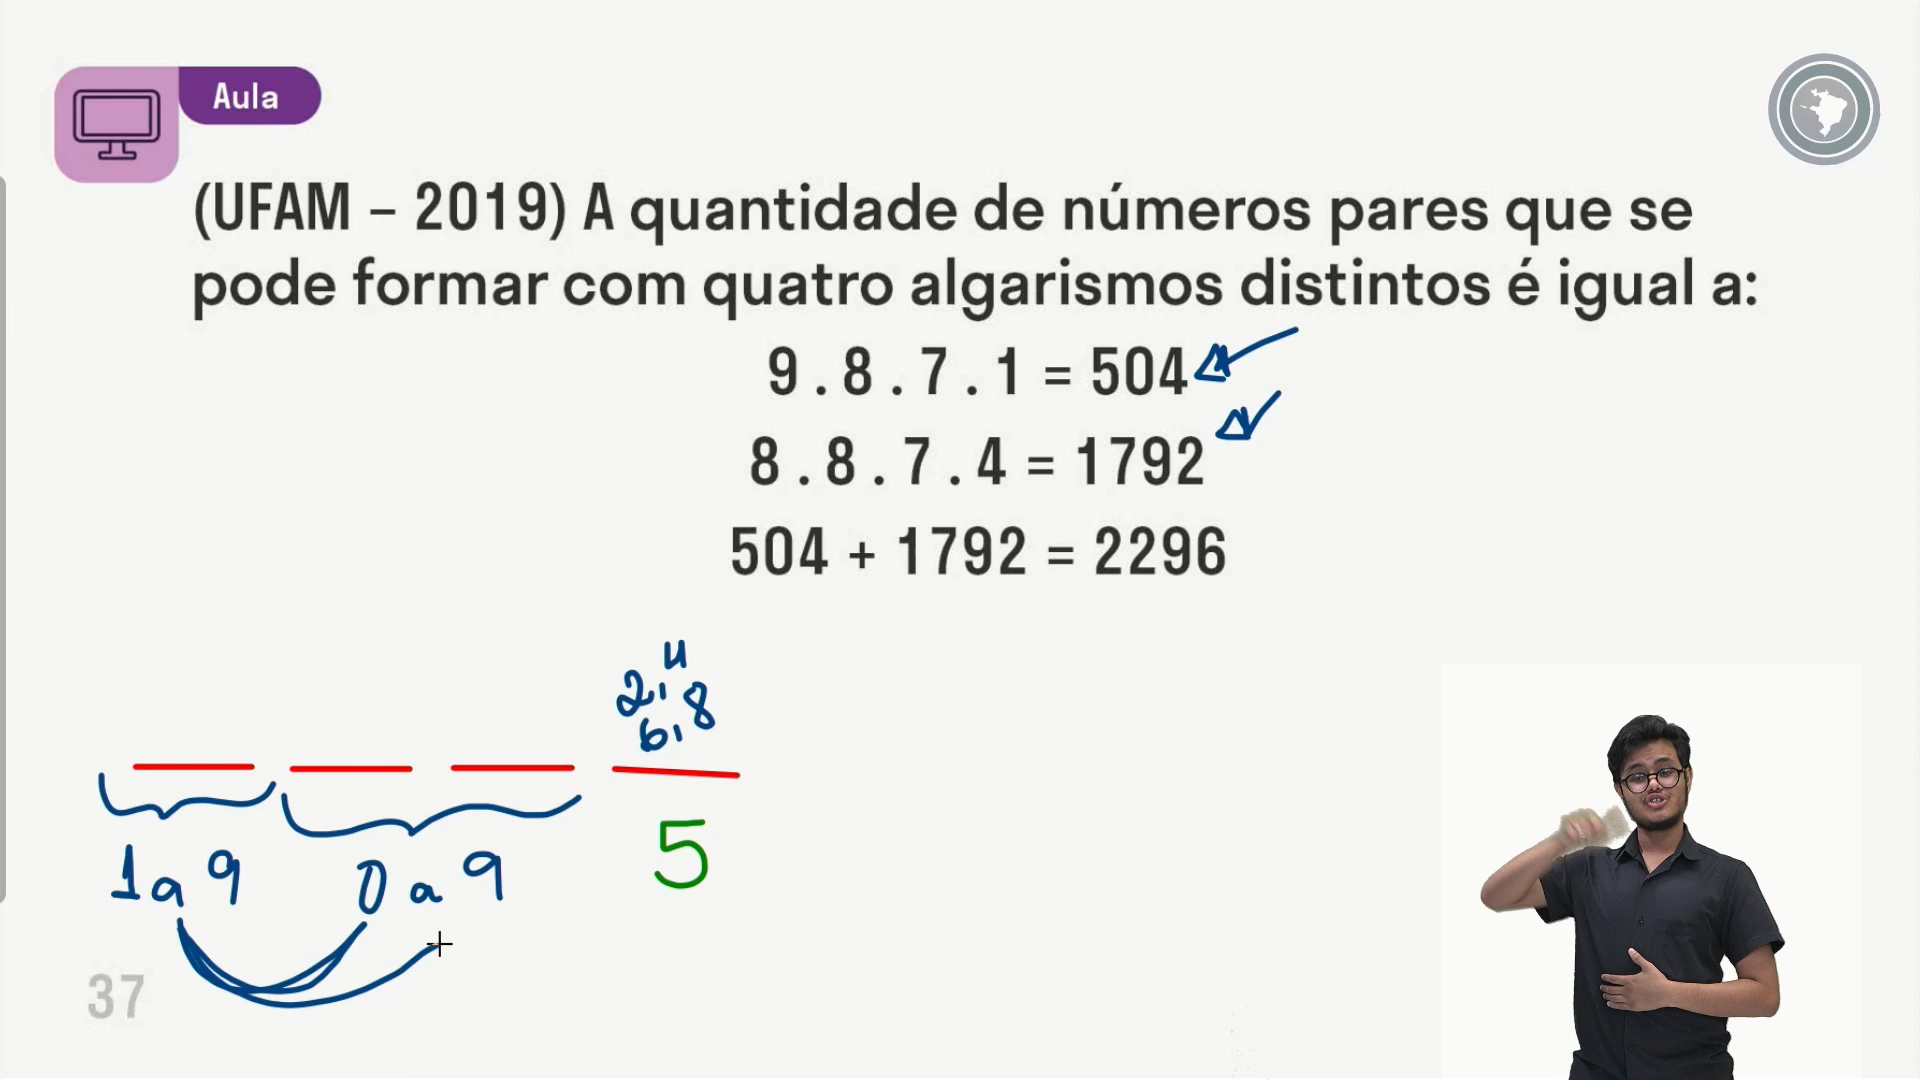 Aula
(UFAM – 2019) A quantidade de números pares que se
pode formar com quatro algarismos distintos é igual a:
9 . 8 . 7 . 1 = 504
8 . 8 . 7 . 4 = 1792
504 + 1792 = 2296
2, 4
6, 8
1 a 9 0 a 9 5
37